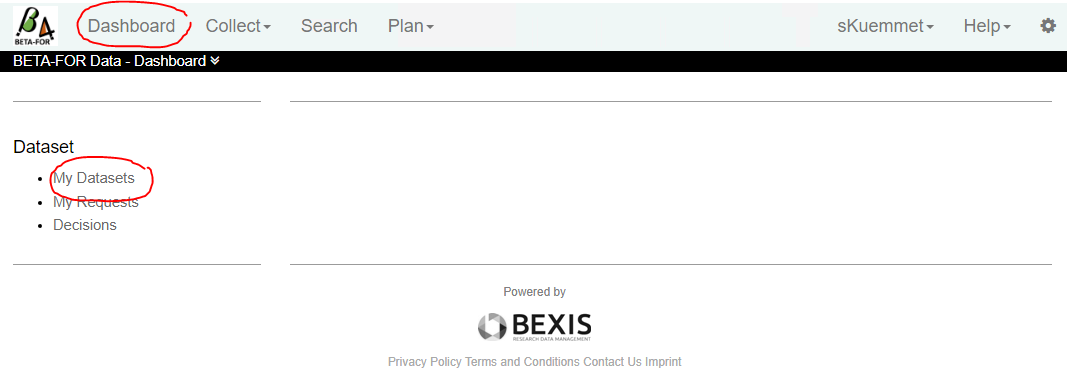 BETA-FOR Dashboard Collect Search Plan sKuemmet Help
BETA-FOR Data - Dashboard
Dataset
My Datasets
My Requests
Decisions
Powered by
BEXIS
RESEARCH DATA MANAGEMENT
Privacy Policy Terms and Conditions Contact Us Imprint